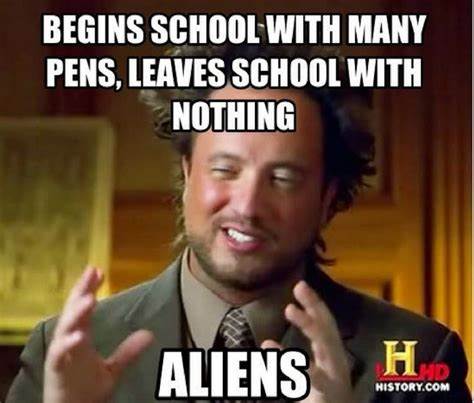 BEGINS SCHOOL WITH MANY
PENS, LEAVES SCHOOL WITH
NOTHING
ALIENS
H HD
HISTORY.COM